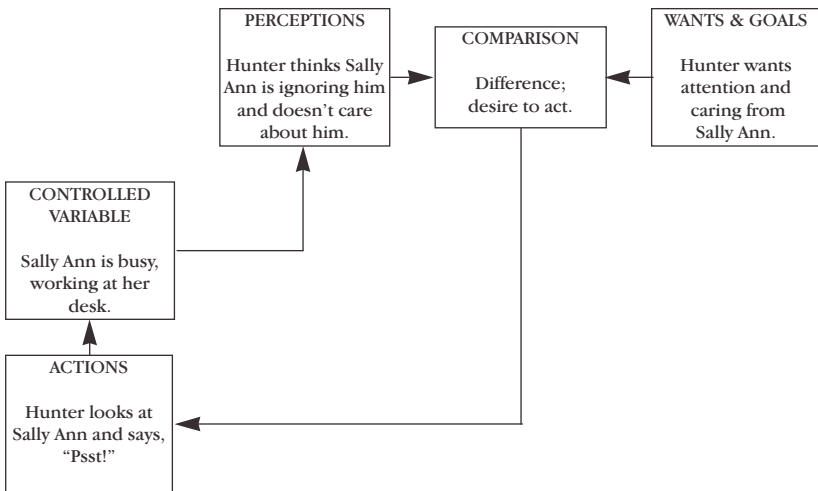 PERCEPTIONS
Hunter thinks Sally
Ann is ignoring him
and doesn’t care
about him.
COMPARISON
Difference;
desire to act.
WANTS & GOALS
Hunter wants
attention and
caring from
Sally Ann.
CONTROLLED
VARIABLE
Sally Ann is busy,
working at her
desk.
ACTIONS
Hunter looks at
Sally Ann and says,
“Psst!”